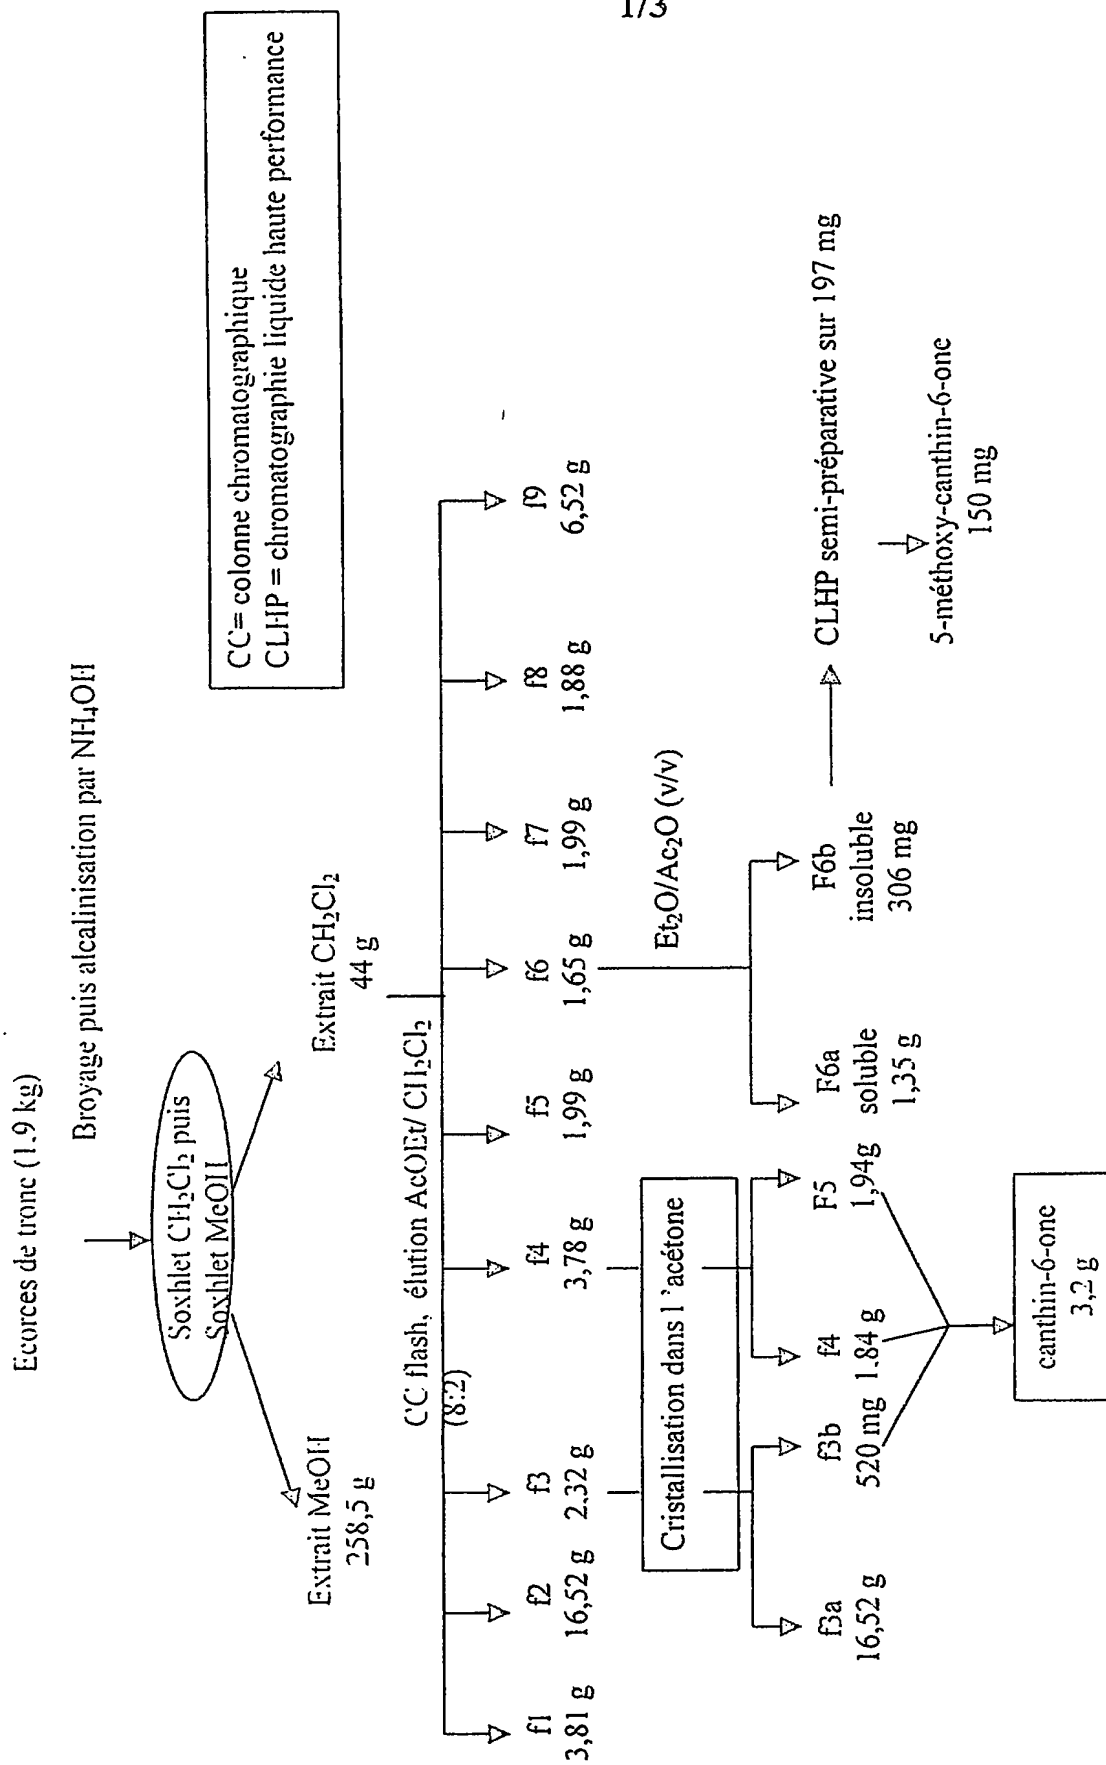 1/3
Ecorces de tronc (1.9 kg)
Broyage puis alcalinisation par NH₄OH
Soxhlet CH₂Cl₂ puis
Soxhlet MeOH
CC= colonne chromatographique
CLHP = chromatographie liquide haute performance
Extrait MeOH
258,5 g
Extrait CH₂Cl₂
44 g
CC flash, élution AcOEt/ CH₂Cl₂
(8:2)
f1
3,81 g
f2
16,52 g
f3
2,32 g
f4
3,78 g
f5
1,99 g
f6
1,65 g
f7
1,99 g
f8
1,88 g
f9
6,52 g
Cristallisation dans l 'acétone
Et₂O/Ac₂O (v/v)
f3a
16,52 g
f3b
520 mg
f4
1.84 g
F5
1,94g
F6a
soluble
1,35 g
F6b
insoluble
306 mg
CLHP semi-préparative sur 197 mg
5-méthoxy-canthin-6-one
150 mg
canthin-6-one
3,2 g